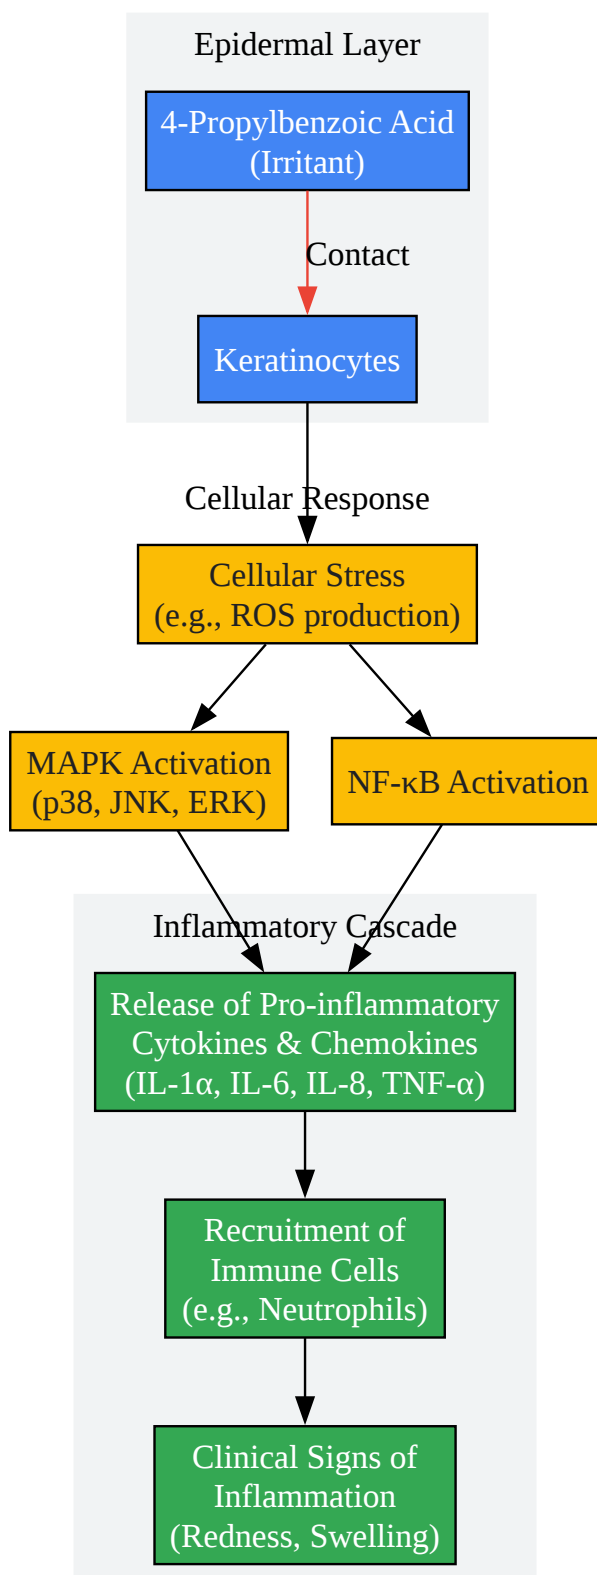 Epidermal Layer
4-Propylbenzoic Acid
(Irritant)
Contact
Keratinocytes
Cellular Response
Cellular Stress
(e.g., ROS production)
MAPK Activation
(p38, JNK, ERK)
NF-κB Activation
Inflammatory Cascade
Release of Pro-inflammatory
Cytokines & Chemokines
(IL-1α, IL-6, IL-8, TNF-α)
Recruitment of
Immune Cells
(e.g., Neutrophils)
Clinical Signs of
Inflammation
(Redness, Swelling)